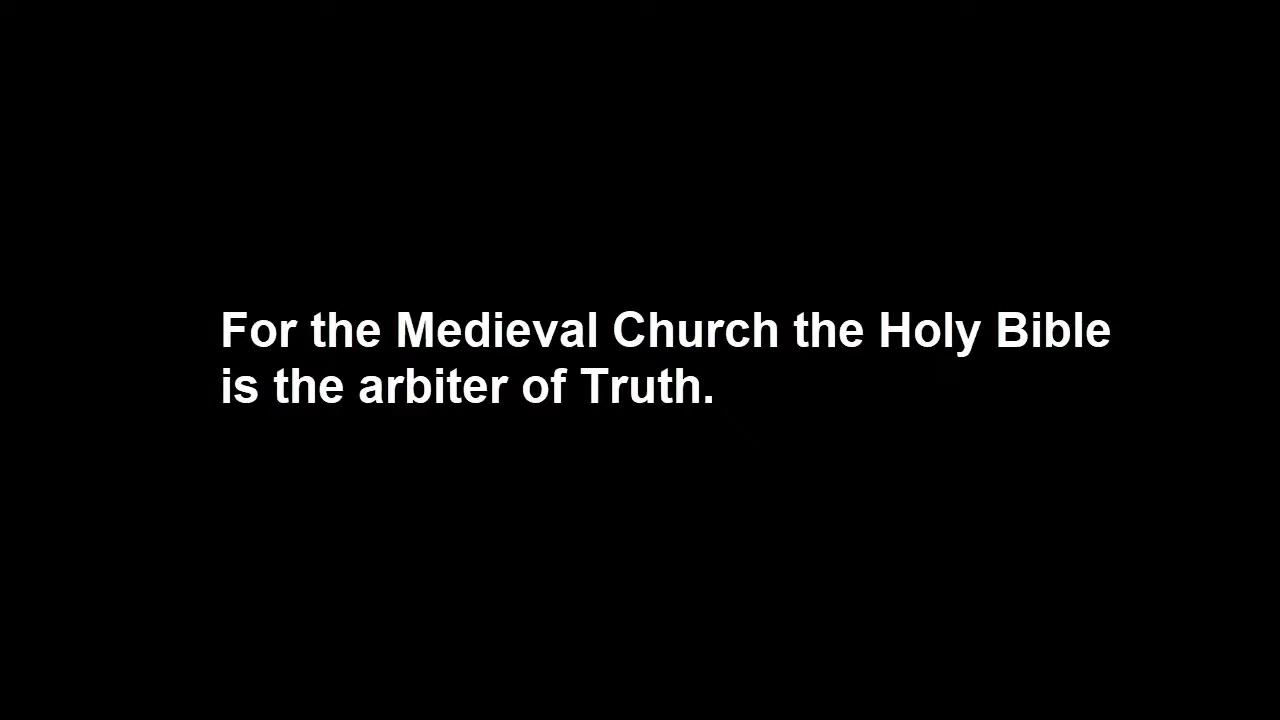 For the Medieval Church the Holy Bible
is the arbiter of Truth.